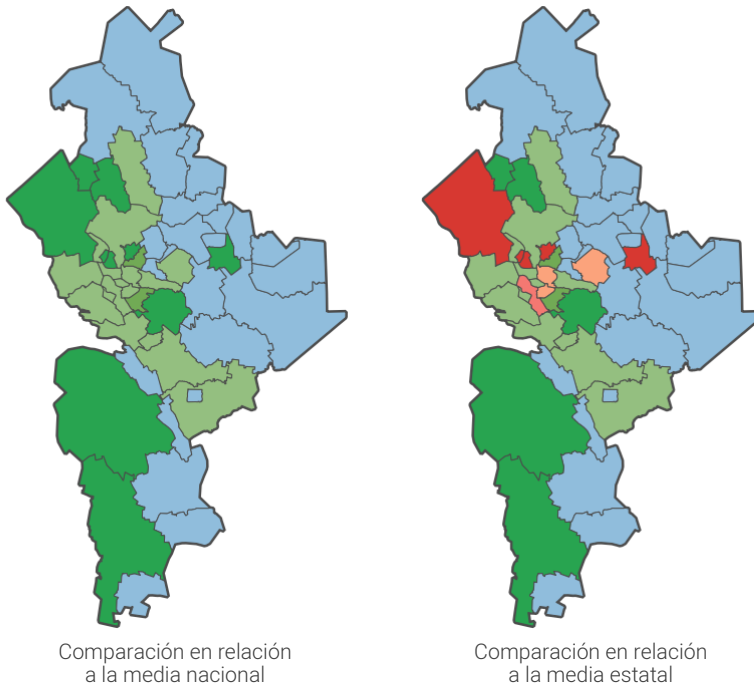 Comparación en relación
a la media nacional
Comparación en relación
a la media estatal